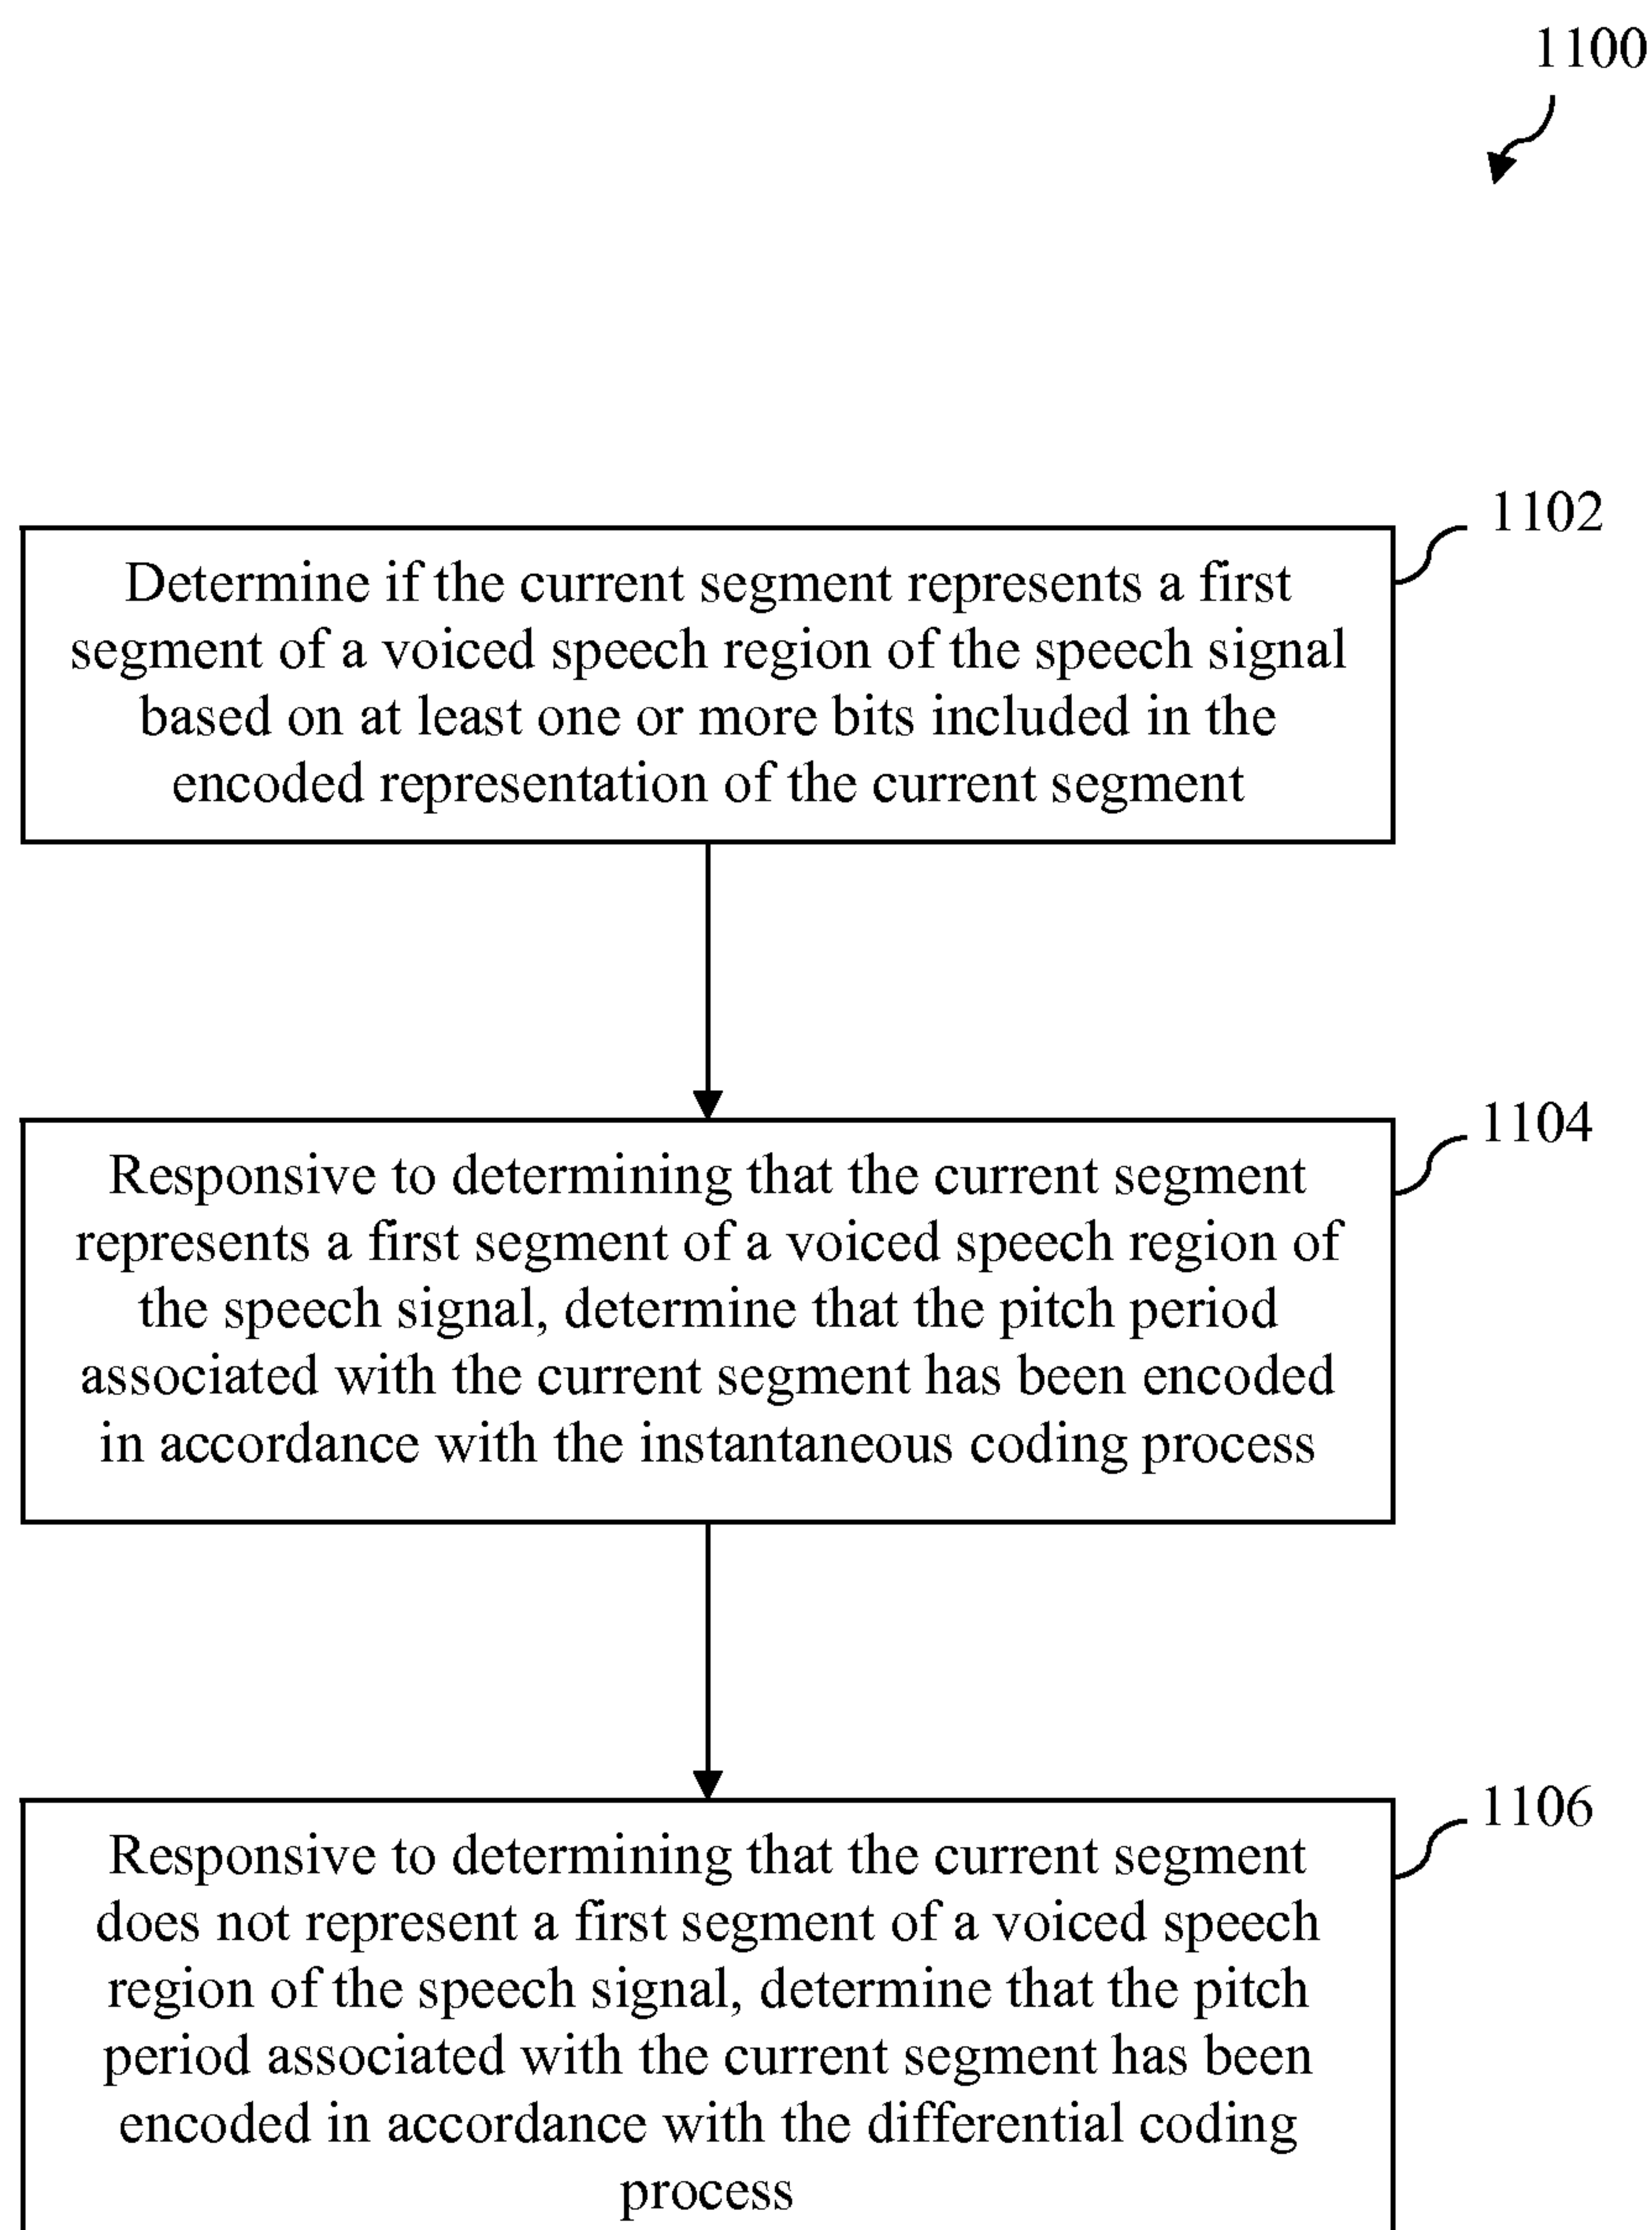 1100
1102
Determine if the current segment represents a first
segment of a voiced speech region of the speech signal
based on at least one or more bits included in the
encoded representation of the current segment
1104
Responsive to determining that the current segment
represents a first segment of a voiced speech region of
the speech signal, determine that the pitch period
associated with the current segment has been encoded
in accordance with the instantaneous coding process
1106
Responsive to determining that the current segment
does not represent a first segment of a voiced speech
region of the speech signal, determine that the pitch
period associated with the current segment has been
encoded in accordance with the differential coding
process